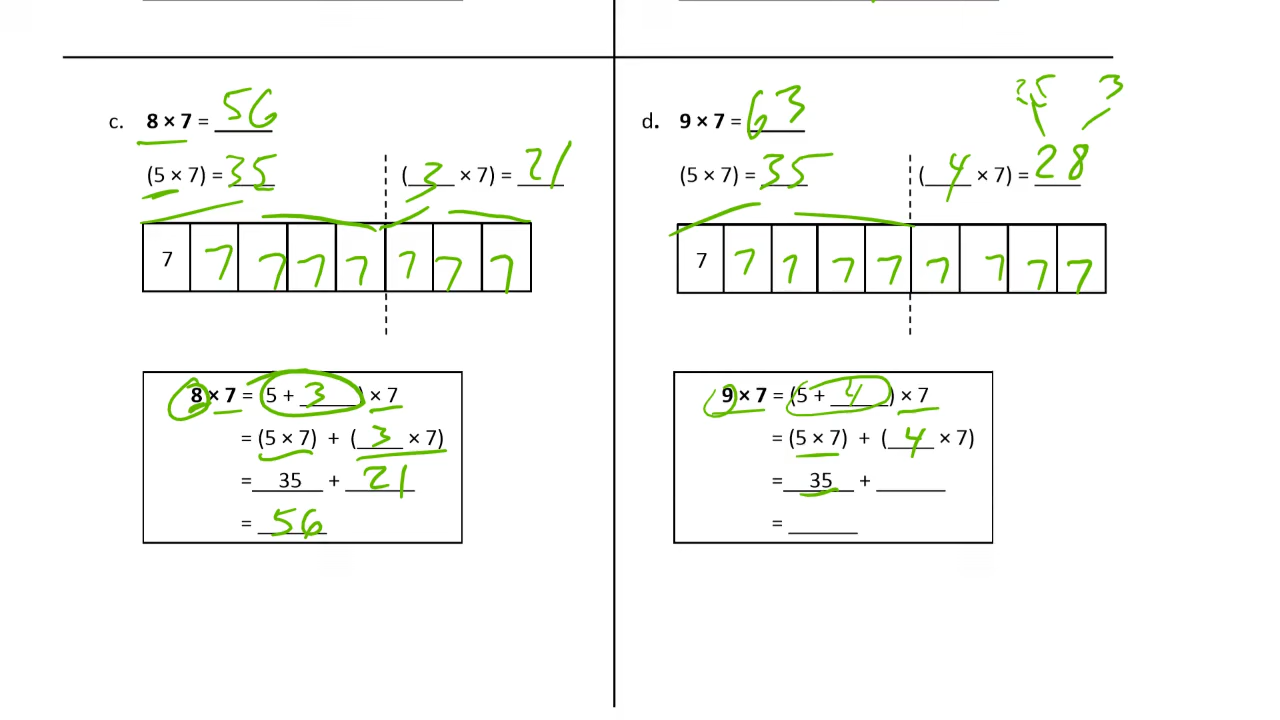 c. 8 × 7 = 56
(5 × 7) = 35 (3 × 7) = 21
7 7 7 7 7 7 7 7
8 × 7 = (5 + 3) × 7
= (5 × 7) + (3 × 7)
= 35 + 21
= 56
25 3
d. 9 × 7 = 63
(5 × 7) = 35 (4 × 7) = 28
7 7 7 7 7 7 7 7 7
9 × 7 = (5 + 4) × 7
= (5 × 7) + (4 × 7)
= 35 + ______
= ______